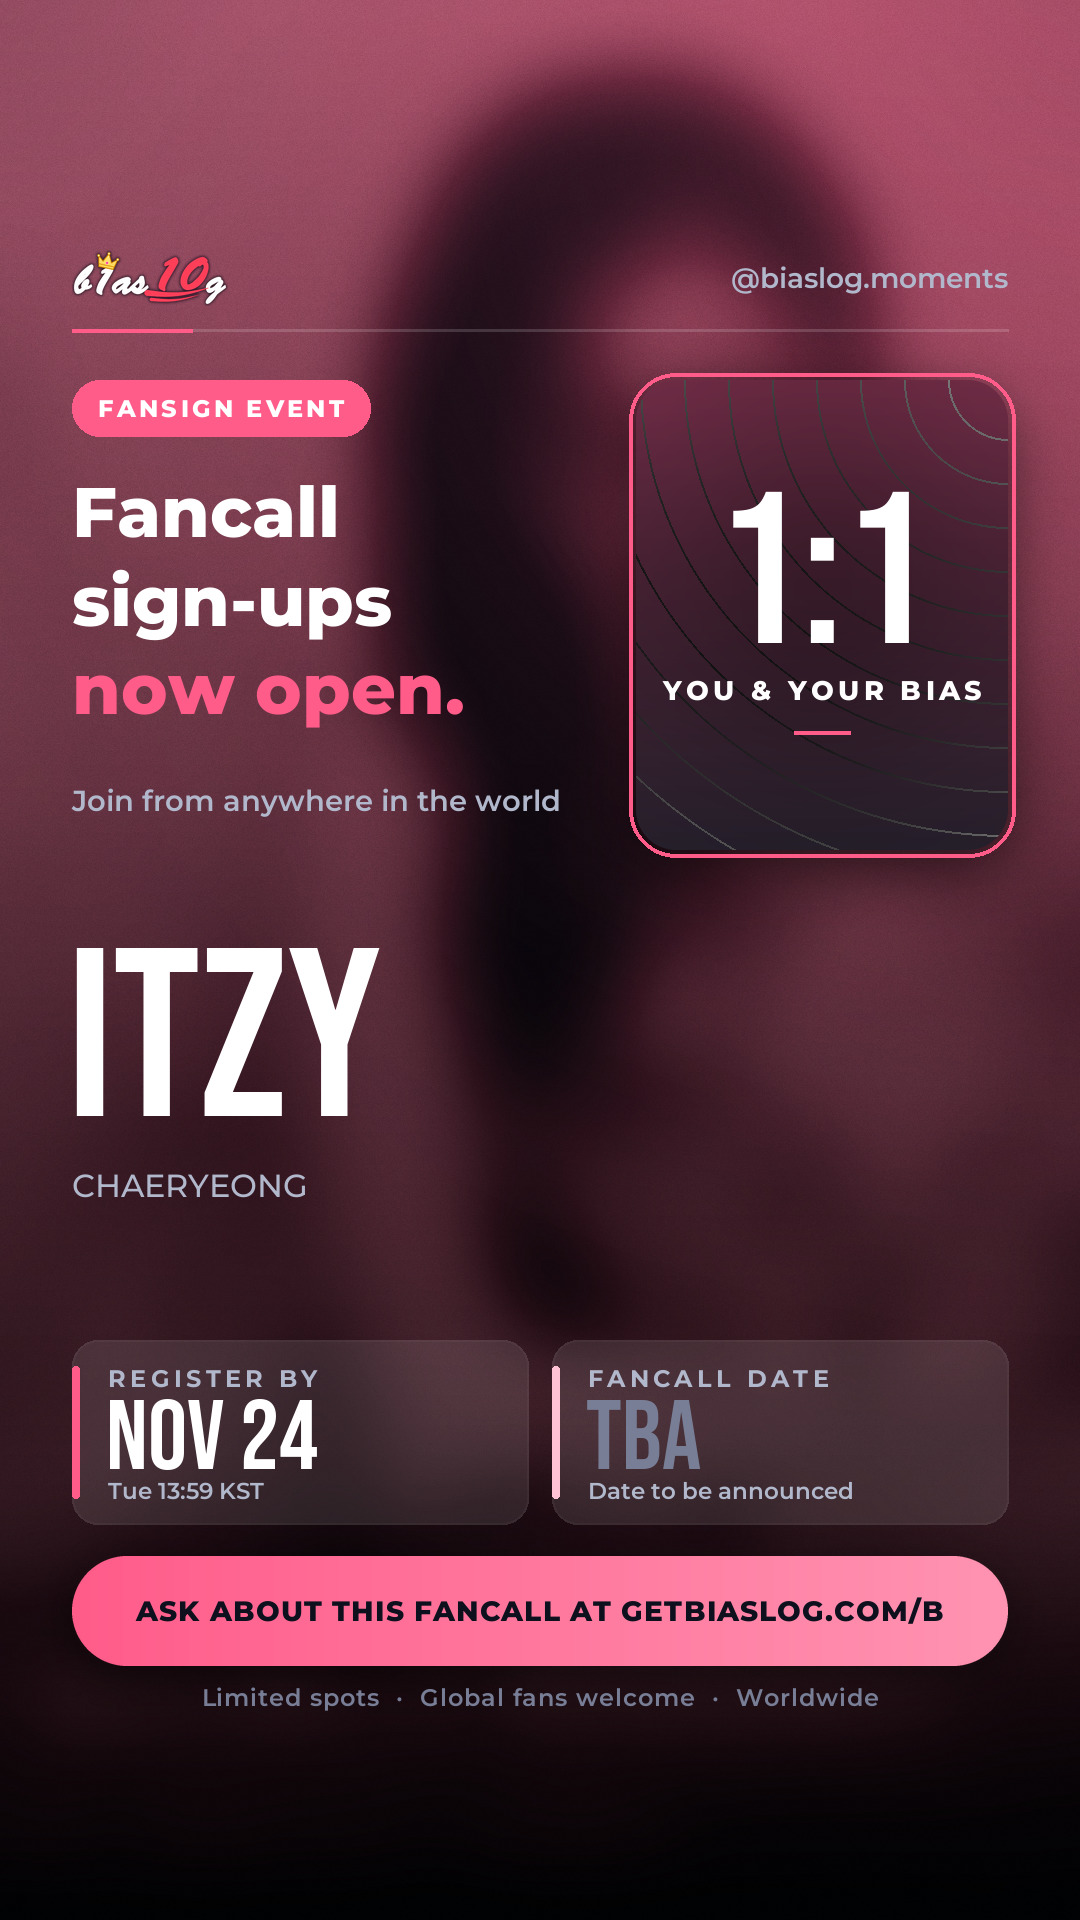 b1as10g
@biaslog.moments
FANSIGN EVENT
Fancall
sign-ups
now open.
Join from anywhere in the world
1:1
YOU & YOUR BIAS
ITZY
CHAERYEONG
REGISTER BY
NOV 24
Tue 13:59 KST
FANCALL DATE
TBA
Date to be announced
ASK ABOUT THIS FANCALL AT GETBIASLOG.COM/B
Limited spots · Global fans welcome · Worldwide